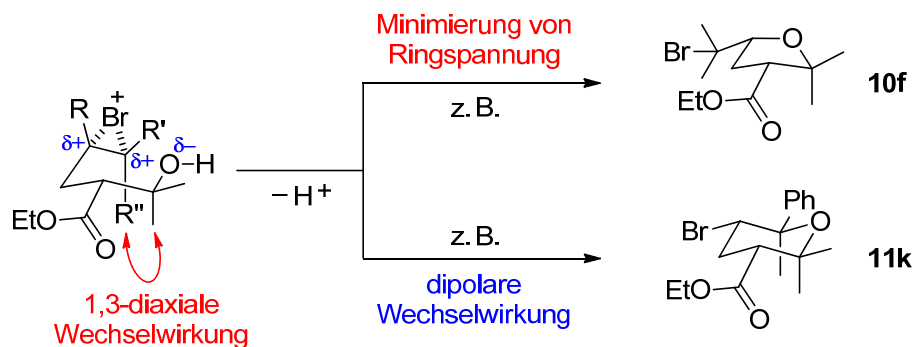 R
+
Br
R'
δ+
δ+
δ−
O-H
R"
EtO
O
1,3-diaxiale
Wechselwirkung
−H+
Minimierung von
Ringspannung
z. B.
z. B.
dipolare
Wechselwirkung
Br
O
EtO
O
10f
Ph
Br
O
EtO
O
11k